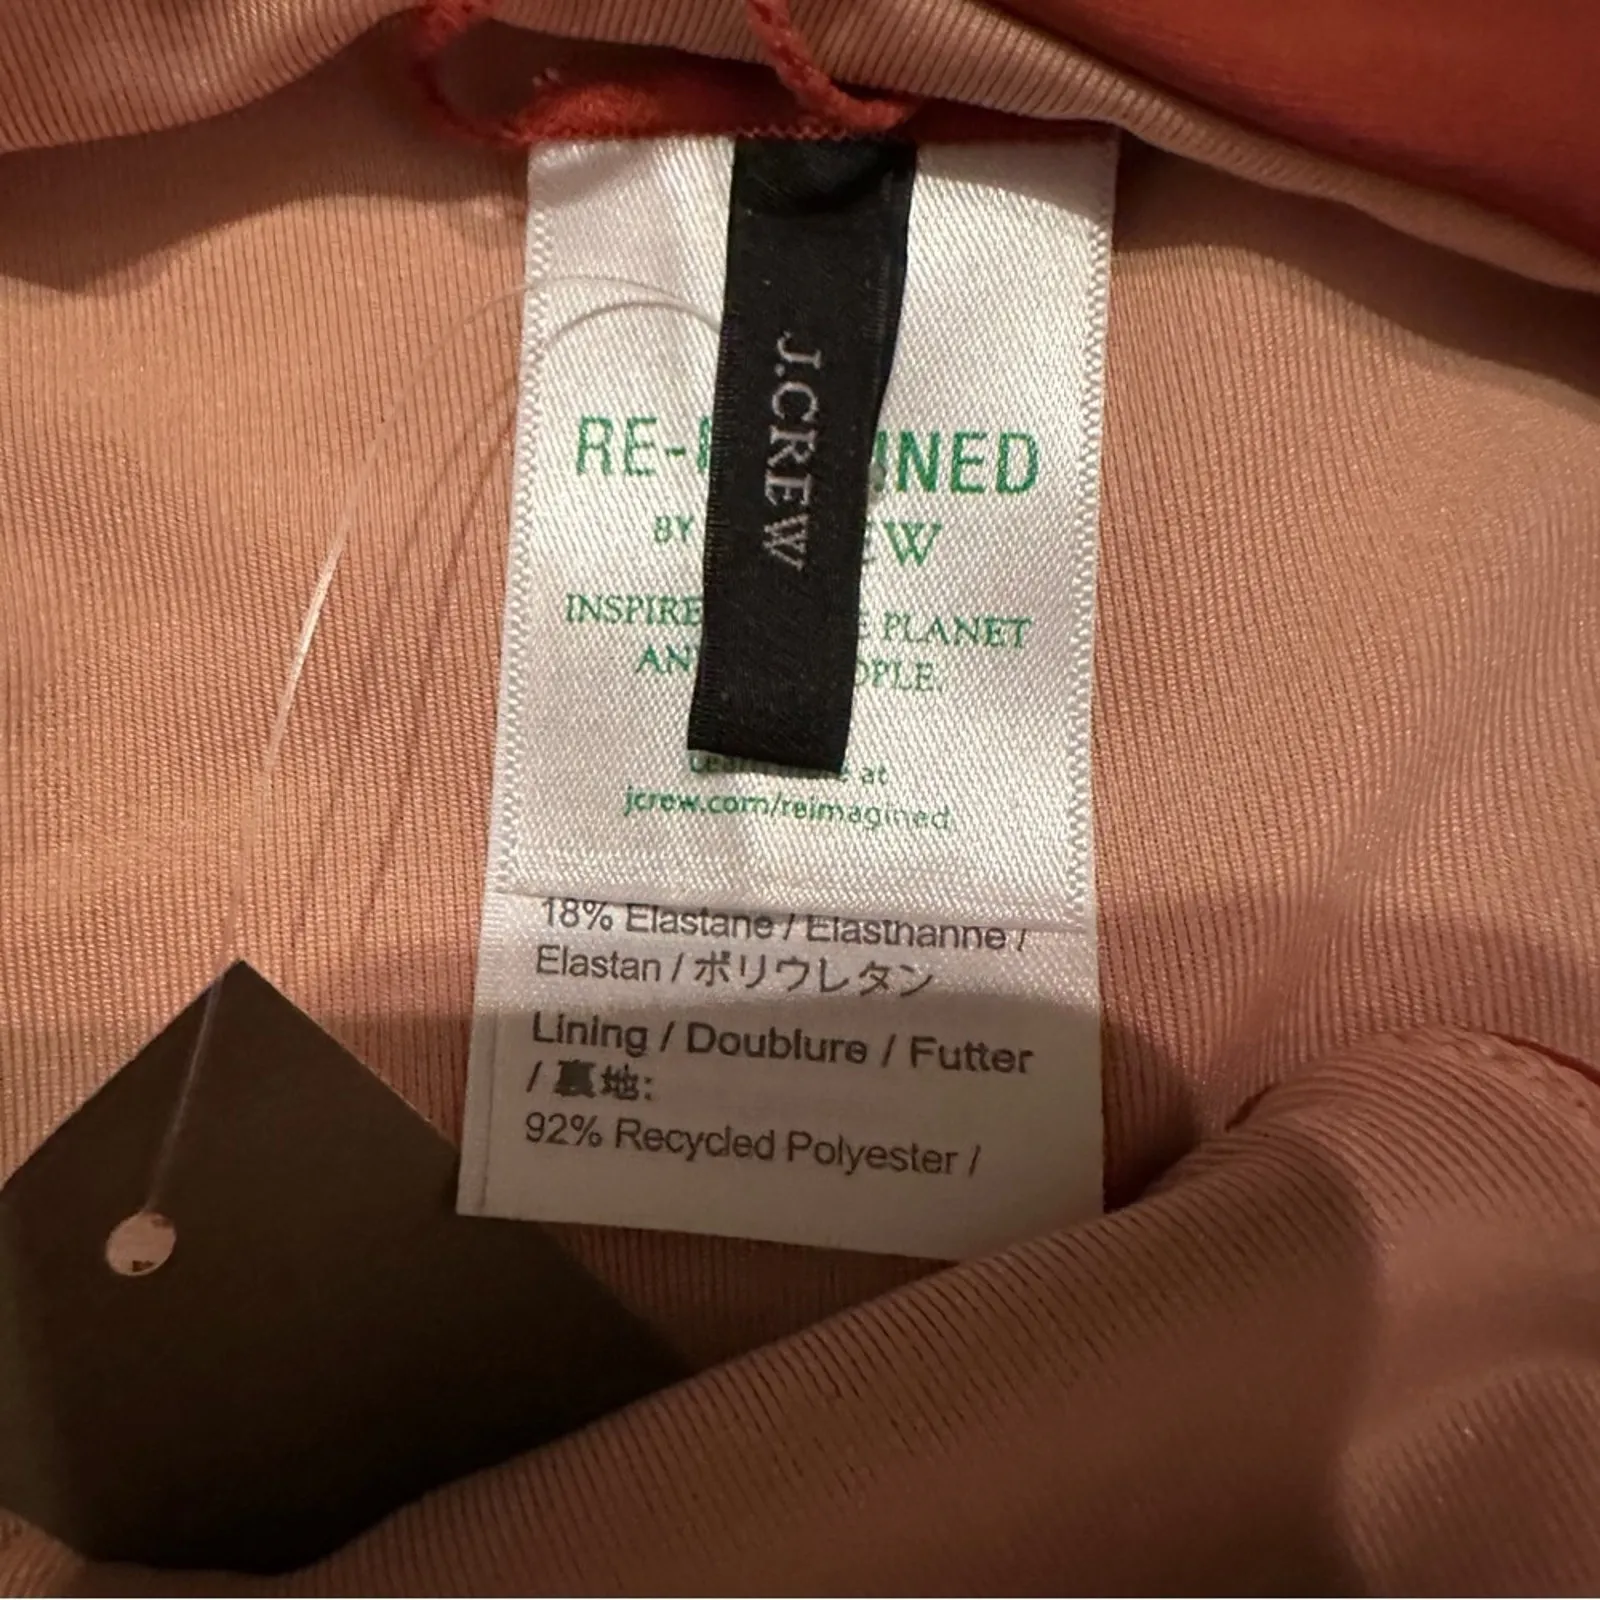 J.CREW
RE- INED
BY EW
INSPIRE E PLANET
AN OPLE.
at
jcrew.com/reimagined.
18% Elastane / Elasthanne /
Elastan / ポリウレタン
Lining / Doublure / Futter
/ 裏地:
92% Recycled Polyester /